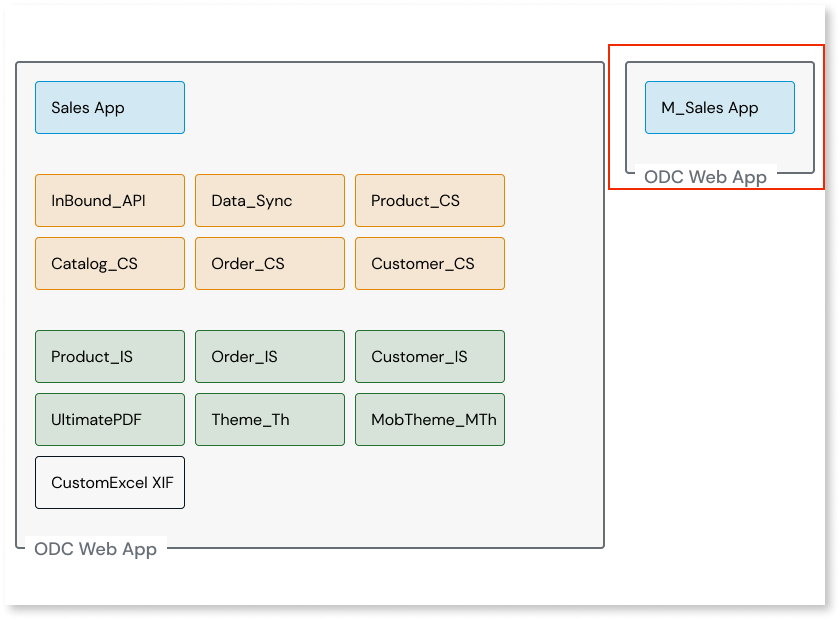 Sales App
M_Sales App
ODC Web App
InBound_API
Data_Sync
Product_CS
Catalog_CS
Order_CS
Customer_CS
Product_IS
Order_IS
Customer_IS
UltimatePDF
Theme_Th
MobTheme_MTh
CustomExcel XIF
ODC Web App